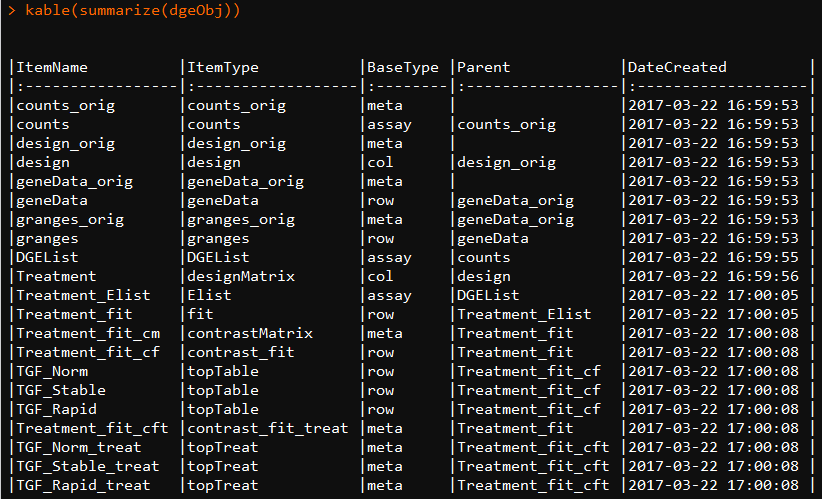 > kable(summarize(dgeObj))
|ItemName         |ItemType           |BaseType |Parent           |DateCreated         |
|:----------------|:------------------|:--------|:----------------|:-------------------|
|counts_orig      |counts_orig        |meta     |                 |2017-03-22 16:59:53 |
|counts           |counts             |assay    |counts_orig      |2017-03-22 16:59:53 |
|design_orig      |design_orig        |meta     |                 |2017-03-22 16:59:53 |
|design           |design             |col      |design_orig      |2017-03-22 16:59:53 |
|geneData_orig    |geneData_orig      |meta     |                 |2017-03-22 16:59:53 |
|geneData         |geneData           |row      |geneData_orig    |2017-03-22 16:59:53 |
|granges_orig     |granges_orig       |meta     |geneData_orig    |2017-03-22 16:59:53 |
|granges          |granges            |row      |geneData         |2017-03-22 16:59:53 |
|DGEList          |DGEList            |assay    |counts           |2017-03-22 16:59:55 |
|Treatment        |designMatrix       |col      |design           |2017-03-22 16:59:56 |
|Treatment_Elist  |Elist              |assay    |DGEList          |2017-03-22 17:00:05 |
|Treatment_fit    |fit                |row      |Treatment_Elist  |2017-03-22 17:00:05 |
|Treatment_fit_cm |contrastMatrix     |meta     |Treatment_fit    |2017-03-22 17:00:08 |
|Treatment_fit_cf |contrast_fit       |row      |Treatment_fit    |2017-03-22 17:00:08 |
|TGF_Norm         |topTable           |row      |Treatment_fit_cf |2017-03-22 17:00:08 |
|TGF_Stable       |topTable           |row      |Treatment_fit_cf |2017-03-22 17:00:08 |
|TGF_Rapid        |topTable           |row      |Treatment_fit_cf |2017-03-22 17:00:08 |
|Treatment_fit_cft |contrast_fit_treat |meta     |Treatment_fit    |2017-03-22 17:00:08 |
|TGF_Norm_treat   |topTreat           |meta     |Treatment_fit_cft |2017-03-22 17:00:08 |
|TGF_Stable_treat |topTreat           |meta     |Treatment_fit_cft |2017-03-22 17:00:08 |
|TGF_Rapid_treat  |topTreat           |meta     |Treatment_fit_cft |2017-03-22 17:00:08 |